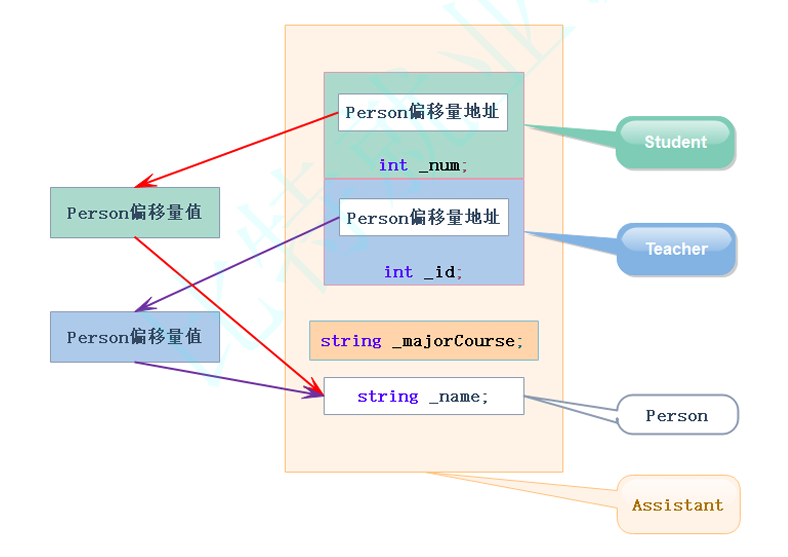 Person偏移量地址
int _num;
Student
Person偏移量值
Person偏移量地址
int _id;
Teacher
Person偏移量值
string _majorCourse;
string _name;
Person
Assistant